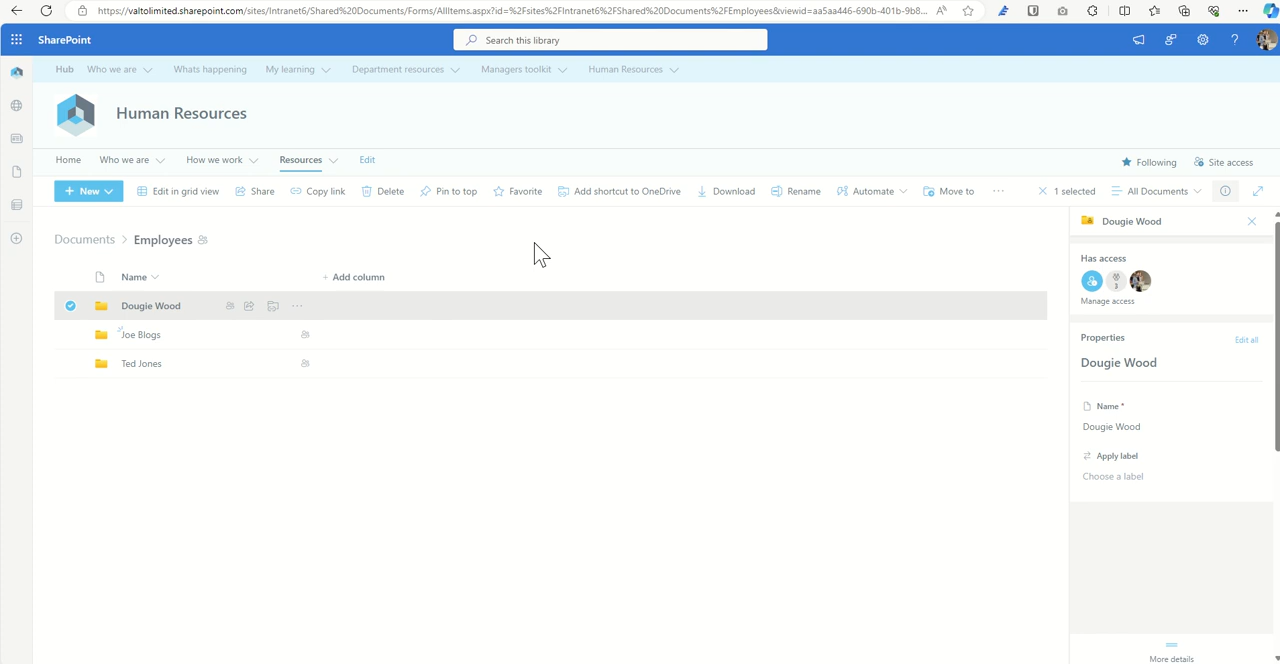 https://valtolimited.sharepoint.com/sites/Intranet6/Shared%20Documents/Forms/AllItems.aspx?id=%2Fsites%2FIntranet6%2FShared%20Documents%2FEmployees&viewid=aa5aa446-690b-401b-9b8...
SharePoint
Search this library
Hub Who we are Whats happening My learning Department resources Managers toolkit Human Resources
Human Resources
Home Who we are How we work Resources Edit
Following Site access
+ New Edit in grid view Share Copy link Delete Pin to top Favorite Add shortcut to OneDrive Download Rename Automate Move to ... 1 selected All Documents
Documents > Employees
Name + Add column
Dougie Wood
Joe Blogs
Ted Jones
Dougie Wood
Has access
Manage access
Properties Edit all
Dougie Wood
Name *
Dougie Wood
Apply label
Choose a label
More details